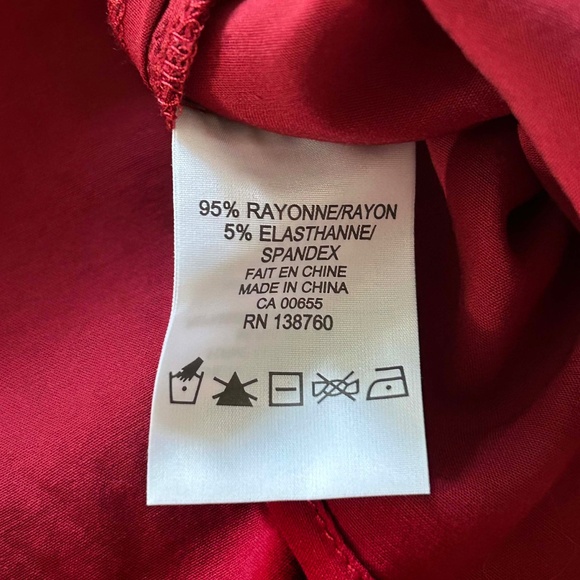 95% RAYONNE/RAYON
5% ELASTHANNE/
SPANDEX
FAIT EN CHINE
MADE IN CHINA
CA 00655
RN 138760